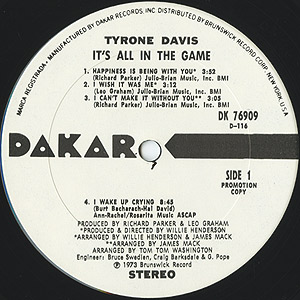 MANUFACTURED BY DAKAR RECORDS, INC. DISTRIBUTED BY BRUNSWICK RECORD CORP. NEW YORK, U.S.A.
MARCA REGISTRADA •
TYRONE DAVIS
IT'S ALL IN THE GAME
1. HAPPINESS IS BEING WITH YOU* 3:52
(Richard Parker) Julio-Brian Music, Inc. BMI
2. I WISH IT WAS ME* 3:12
(Leo Graham) Julio-Brian Music, Inc. BMI
3. I CAN'T MAKE IT WITHOUT YOU** 3:05
(Richard Parker) Julio-Brian Music, Inc. BMI
DK 76909
D-116
DAKAR
SIDE 1
PROMOTION
COPY
4. I WAKE UP CRYING 8:45
(Burt Bacharach-Hal David)
Ann-Rachel/Rosarita Music ASCAP
PRODUCED BY RICHARD PARKER & LEO GRAHAM
*PRODUCED & DIRECTED BY WILLIE HENDERSON
*ARRANGED BY WILLIE HENDERSON & JAMES MACK
**ARRANGED BY JAMES MACK
ARRANGED BY TOM TOM WASHINGTON
Engineer: Bruce Swedien, Craig Barksdale & G. Pope
℗ 1973 Brunswick Record
STEREO